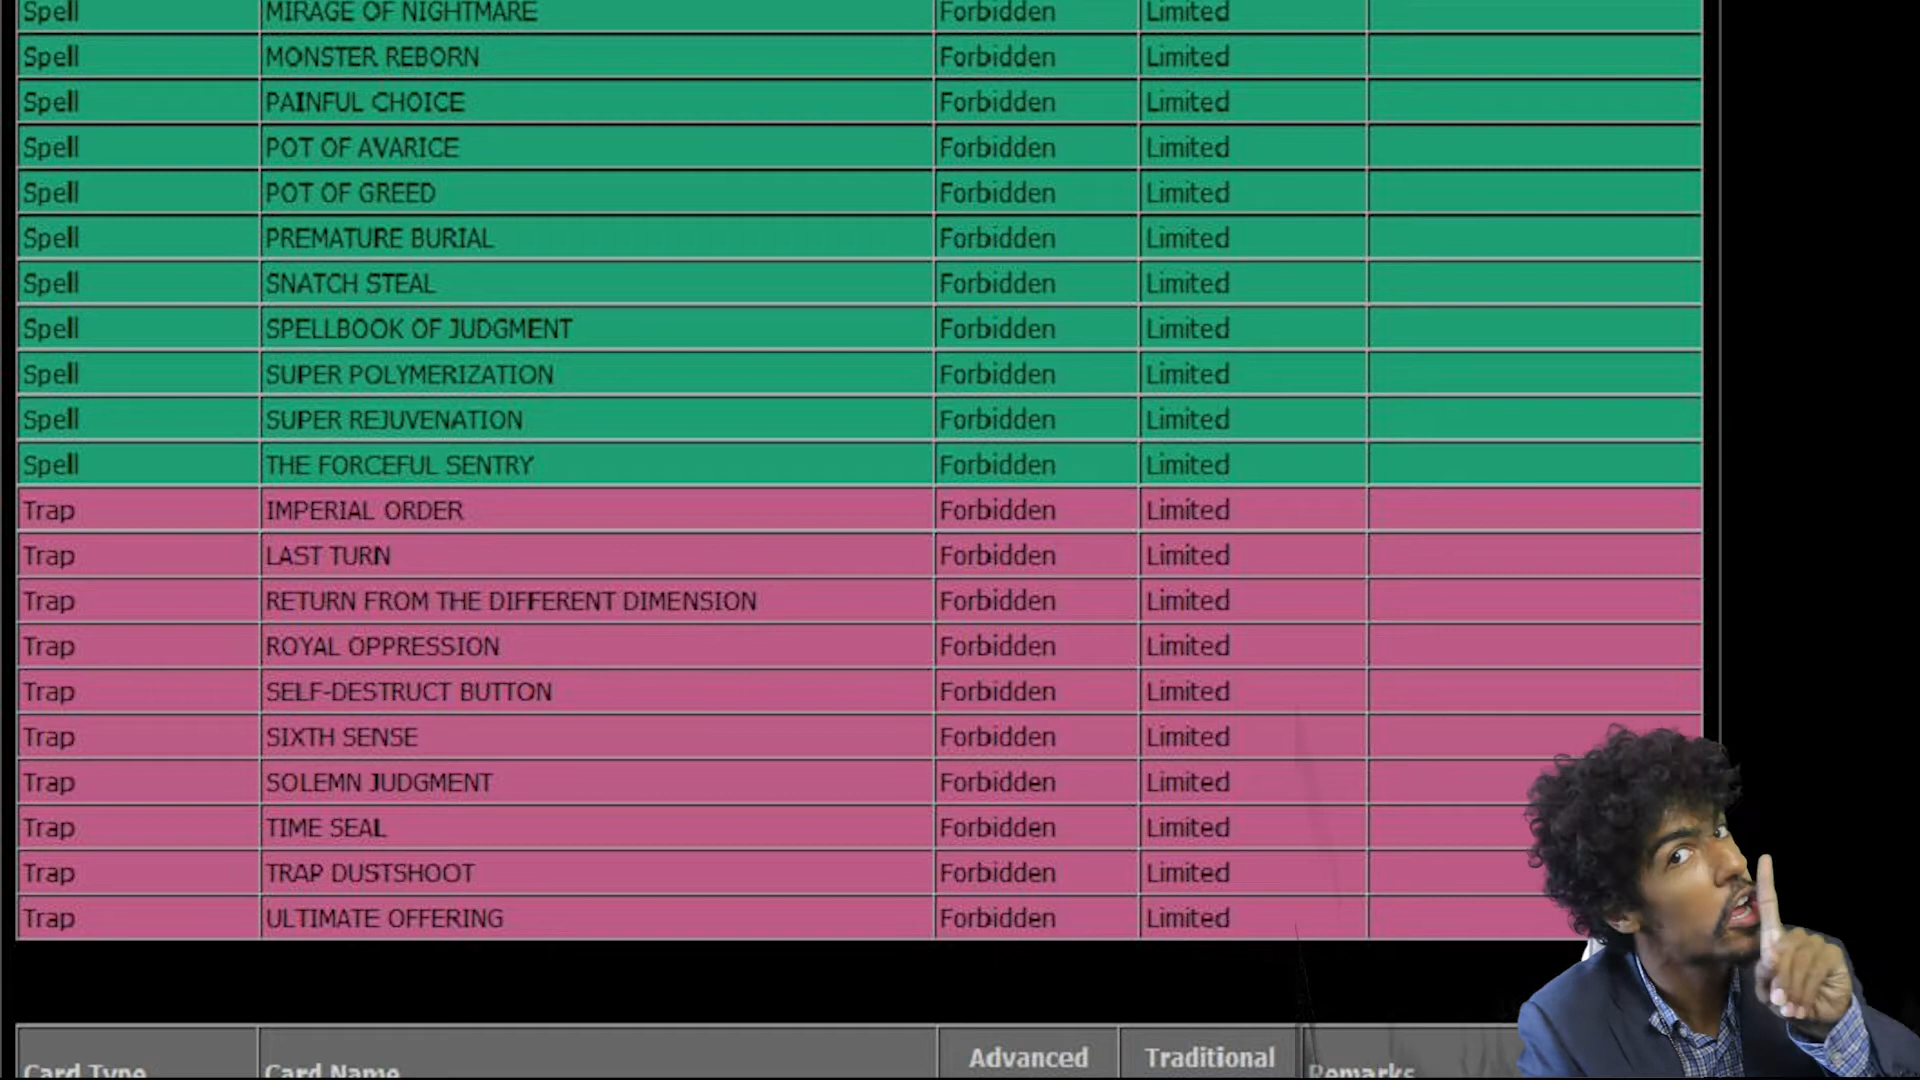 Spell MIRAGE OF NIGHTMARE Forbidden Limited
Spell MONSTER REBORN Forbidden Limited
Spell PAINFUL CHOICE Forbidden Limited
Spell POT OF AVARICE Forbidden Limited
Spell POT OF GREED Forbidden Limited
Spell PREMATURE BURIAL Forbidden Limited
Spell SNATCH STEAL Forbidden Limited
Spell SPELLBOOK OF JUDGMENT Forbidden Limited
Spell SUPER POLYMERIZATION Forbidden Limited
Spell SUPER REJUVENATION Forbidden Limited
Spell THE FORCEFUL SENTRY Forbidden Limited
Trap IMPERIAL ORDER Forbidden Limited
Trap LAST TURN Forbidden Limited
Trap RETURN FROM THE DIFFERENT DIMENSION Forbidden Limited
Trap ROYAL OPPRESSION Forbidden Limited
Trap SELF-DESTRUCT BUTTON Forbidden Limited
Trap SIXTH SENSE Forbidden Limited
Trap SOLEMN JUDGMENT Forbidden Limited
Trap TIME SEAL Forbidden Limited
Trap TRAP DUSTSHOOT Forbidden Limited
Trap ULTIMATE OFFERING Forbidden Limited
Card Type Card Name Advanced Traditional Remarks